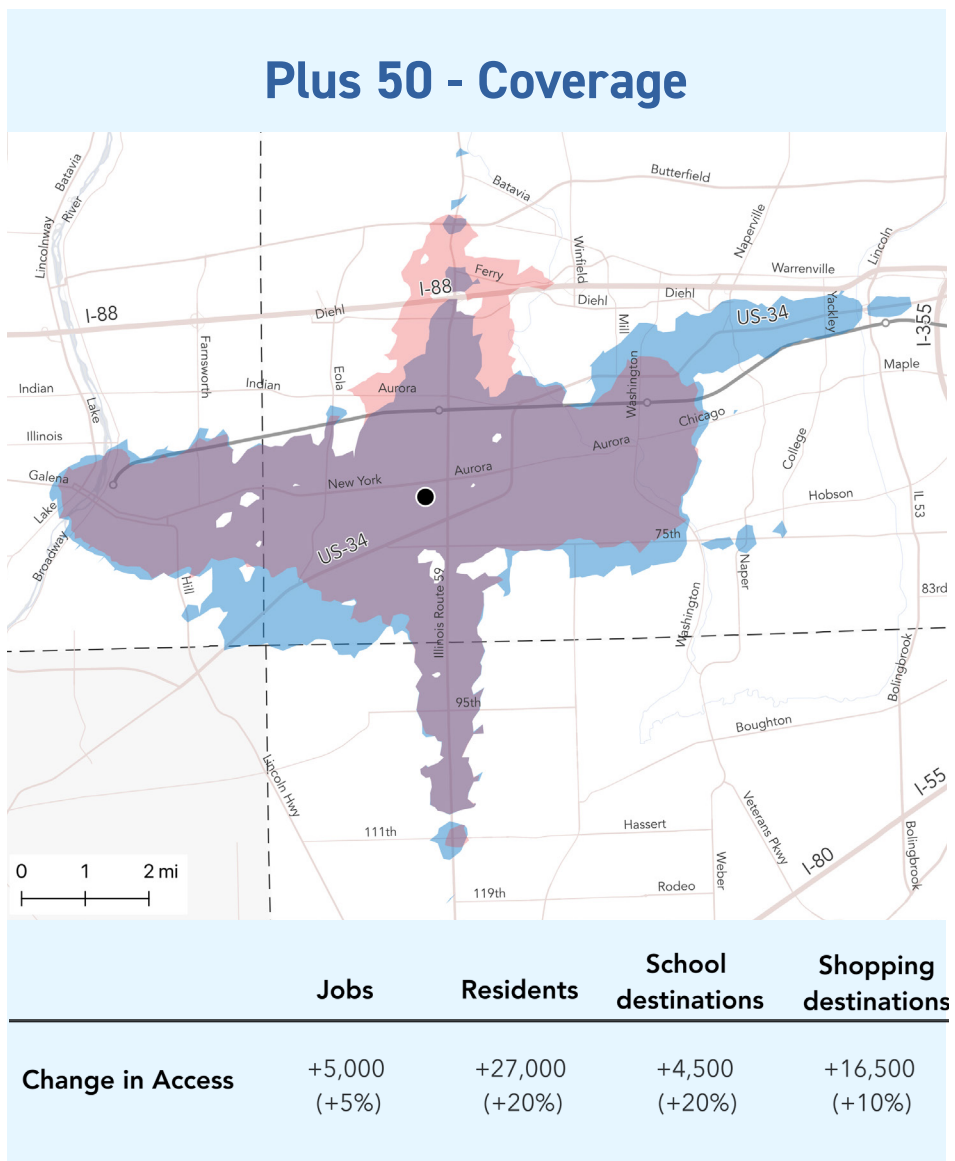 Plus 50 - Coverage
Batavia
River
Lincolnway
Batavia
Butterfield
Naperville
Lincoln
Winfield
Ferry
I-88
Warrenville
Diehl
Diehl
I-88
Diehl
Yackley
US-34
I-355
Mill
Farnsworth
Eola
Washington
Maple
Indian
Indian
Aurora
Lake
Chicago
Illinois
Aurora
College
Aurora
Galena
New York
Hobson
IL 53
Lake
75th
US-34
Broadway
Hill
Illinois Route 59
Naper
83rd
Washington
Bolingbrook
95th
Boughton
Lincoln Hwy
I-55
Veterans Pkwy
111th
Hassert
Bolingbrook
I-80
Weber
0 1 2 mi
119th
Rodeo
Jobs
Residents
School
destinations
Shopping
destinations
Change in Access
+5,000
(+5%)
+27,000
(+20%)
+4,500
(+20%)
+16,500
(+10%)